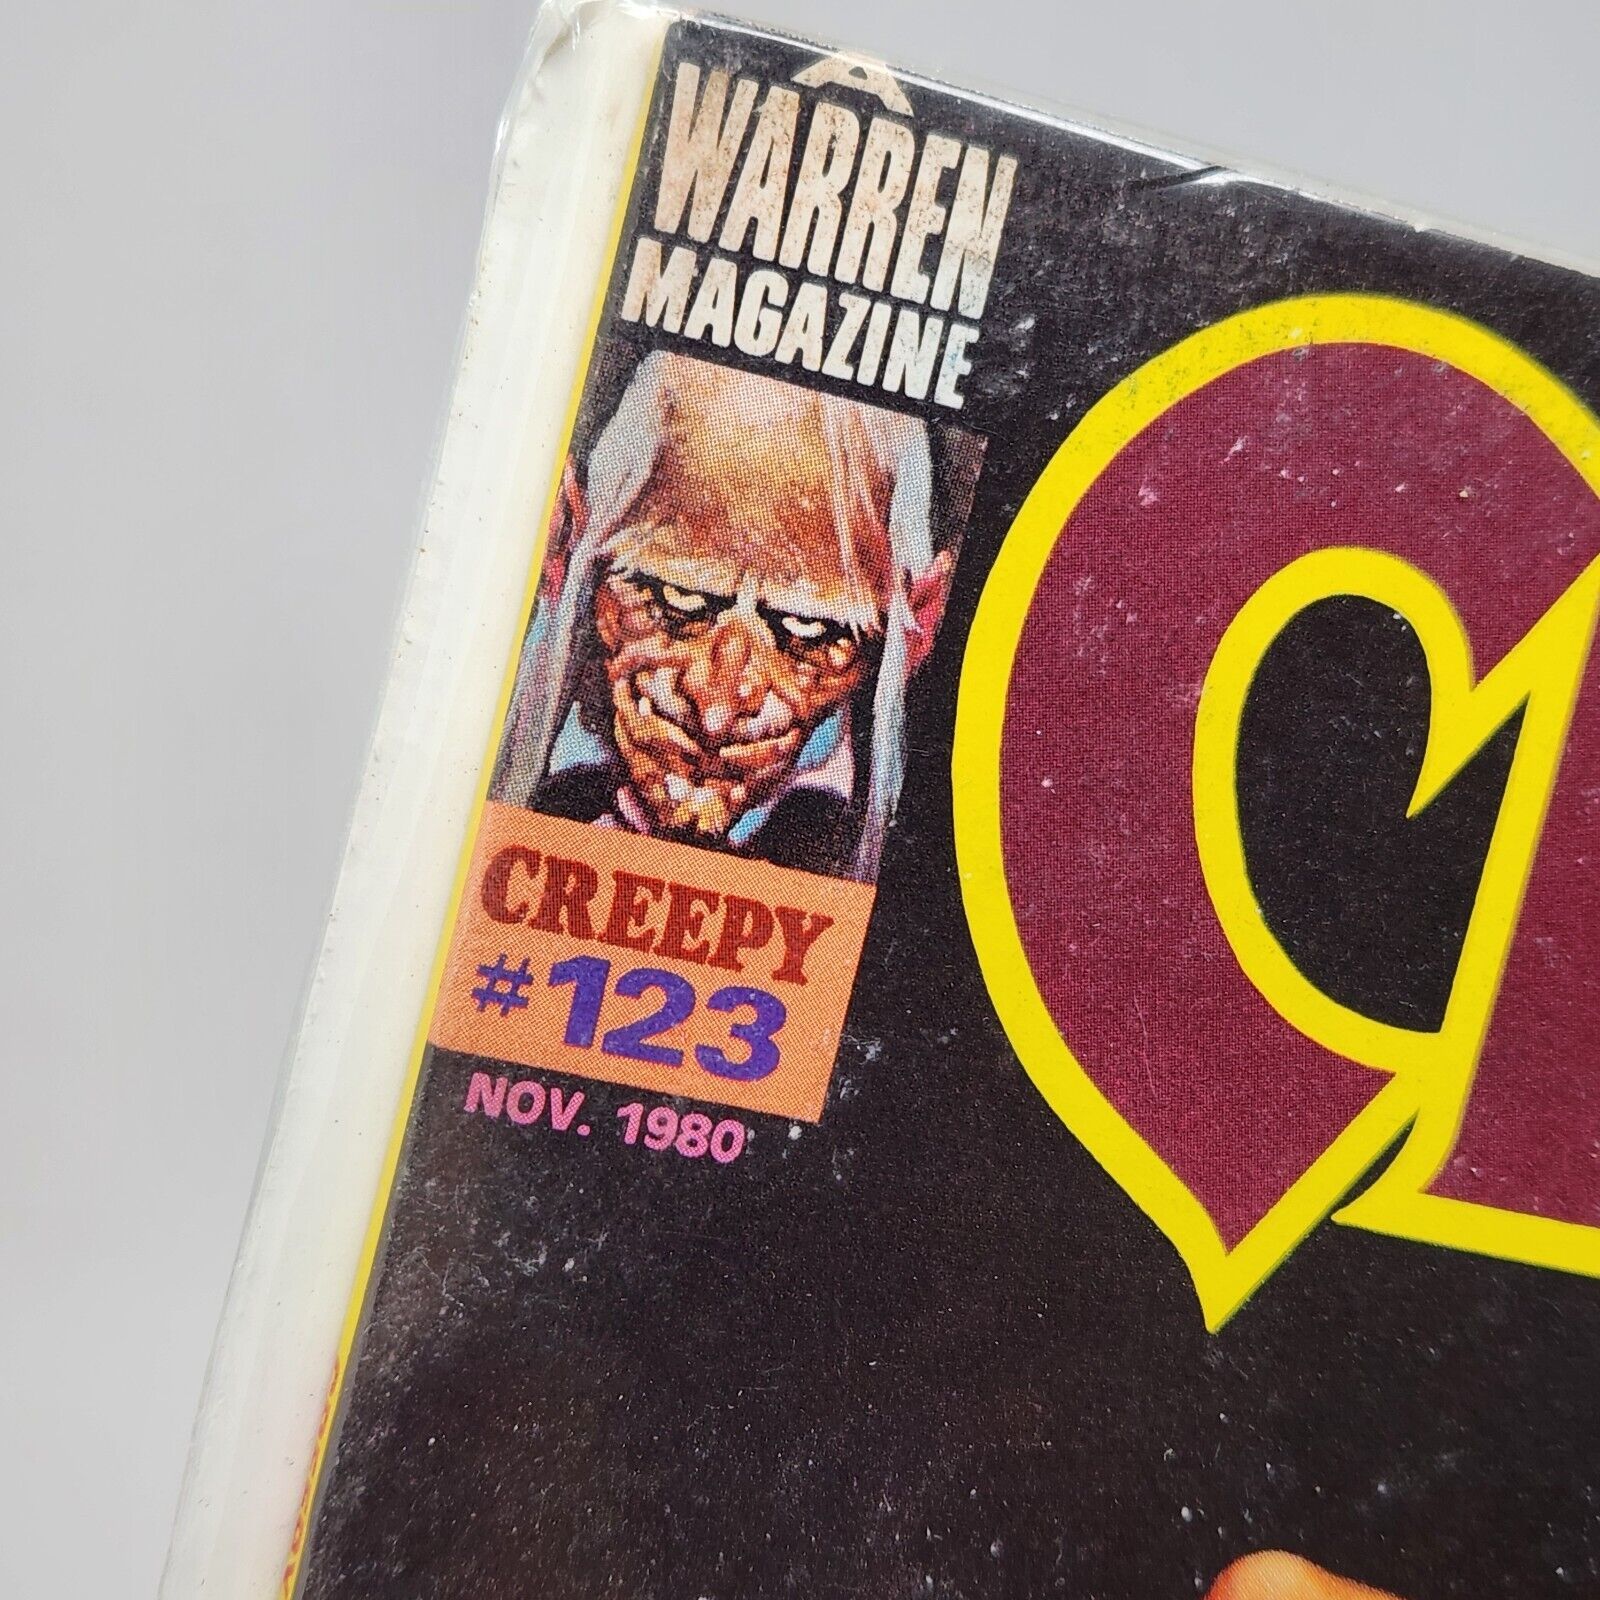 A
WARREN
MAGAZINE
CREEPY
#123
NOV. 1980
C